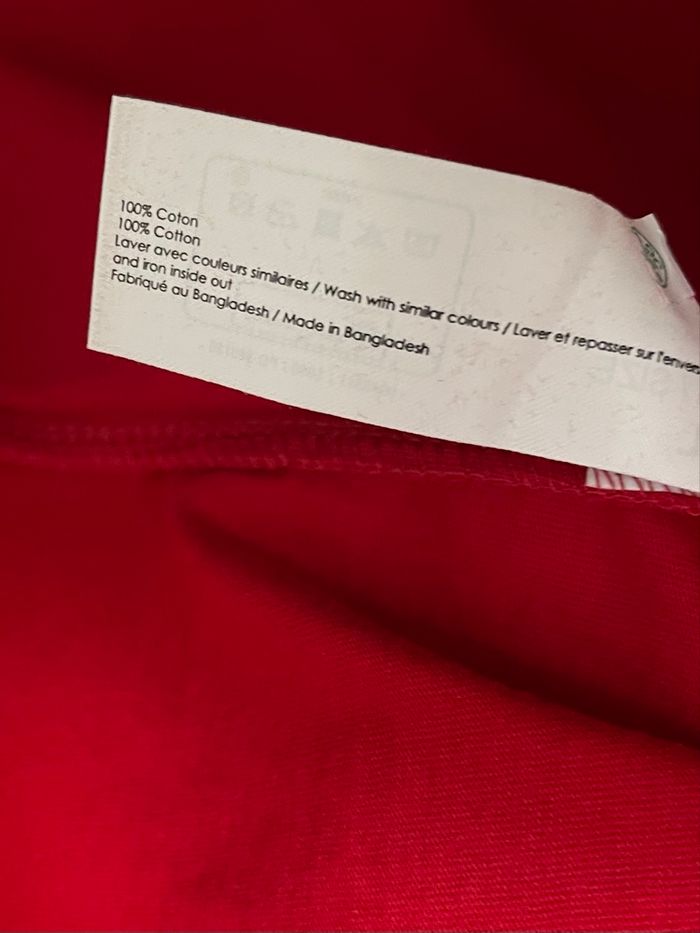 100% Coton
100% Cotton
Laver avec couleurs similaires / Wash with similar colours / Laver et repasser sur l'envers
and iron inside out
Fabriqué au Bangladesh / Made in Bangladesh